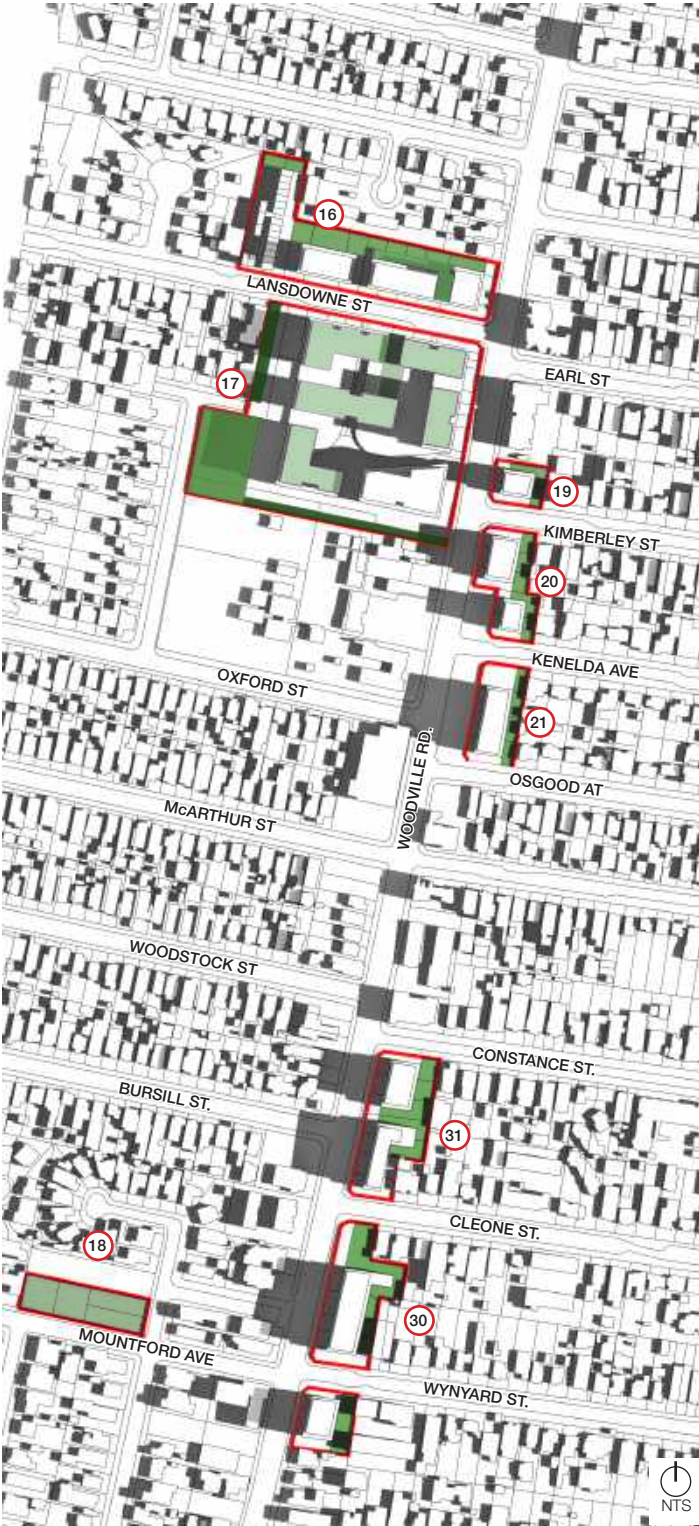 16
LANSDOWNE ST
EARL ST
17
19
KIMBERLEY ST
20
KENELDA AVE
OXFORD ST
21
WOODVILLE RD.
OSGOOD AT
McARTHUR ST
WOODSTOCK ST
CONSTANCE ST.
BURSILL ST.
31
CLEONE ST.
18
30
MOUNTFORD AVE
WYNYARD ST.
NTS